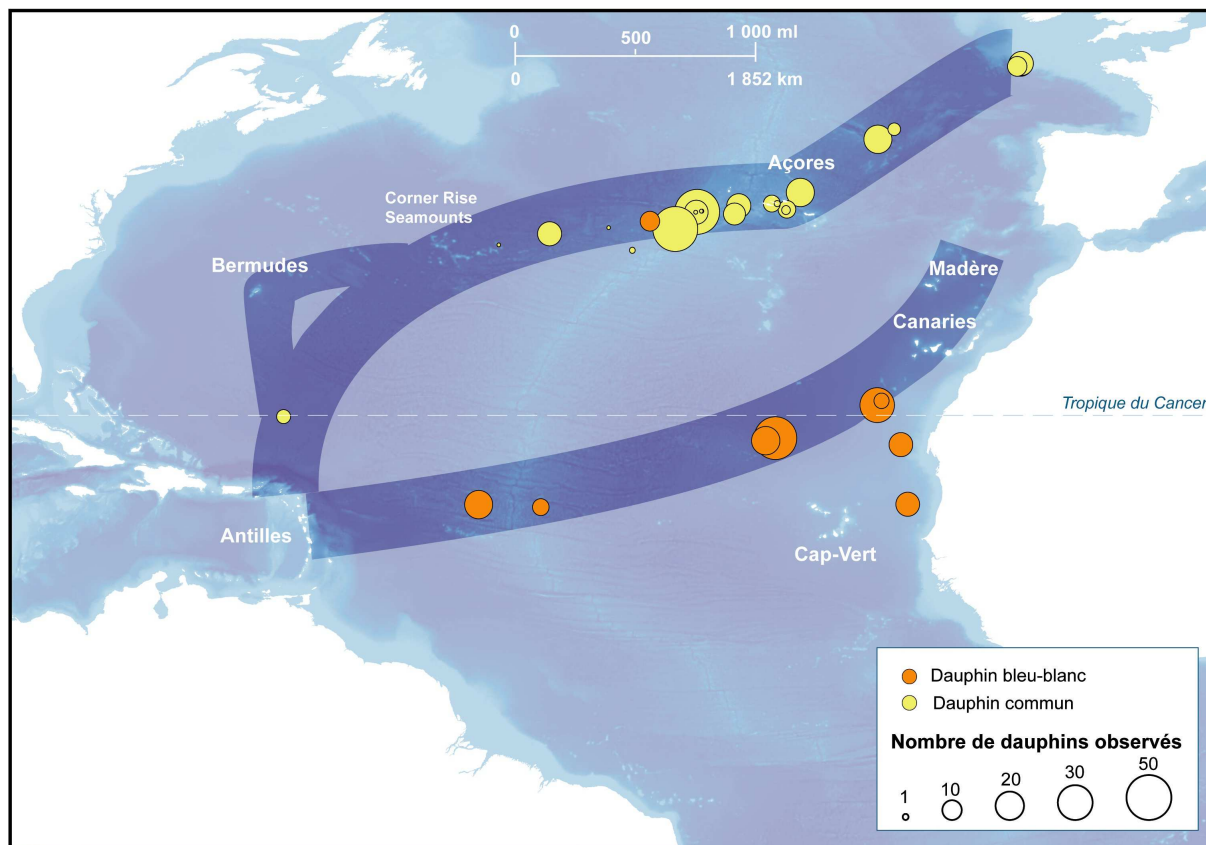 0 1 000 ml
500
0 1 852 km
Açores
Corner Rise
Seamounts
Bermudes
Madère
Canaries
Tropique du Cancer
Antilles
Cap-Vert
Dauphin bleu-blanc
Dauphin commun
Nombre de dauphins observés
1 10 20 30 50